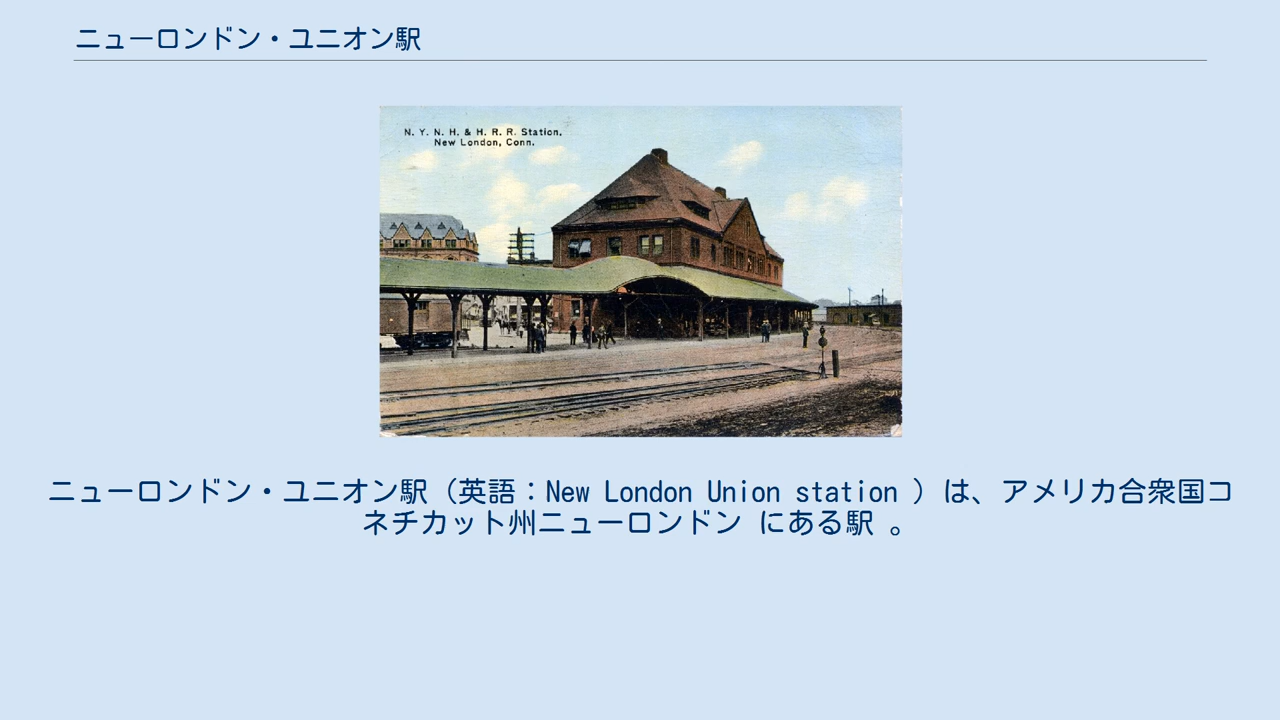 ニューロンドン・ユニオン駅
N. Y. N. H. & H. R. R. Station,
New London, Conn.
ニューロンドン・ユニオン駅（英語：New London Union station ）は、アメリカ合衆国コ
ネチカット州ニューロンドン にある駅 。